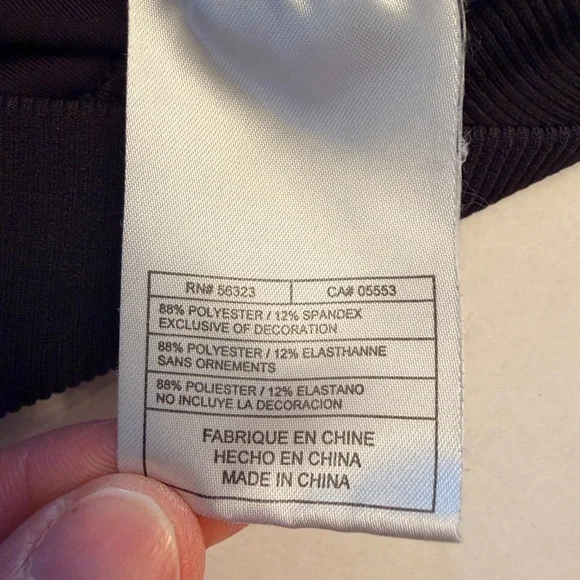 RN# 56323 CA# 05553
88% POLYESTER / 12% SPANDEX
EXCLUSIVE OF DECORATION
88% POLYESTER / 12% ELASTHANNE
SANS ORNEMENTS
88% POLIESTER / 12% ELASTANO
NO INCLUYE LA DECORACION
FABRIQUE EN CHINE
HECHO EN CHINA
MADE IN CHINA